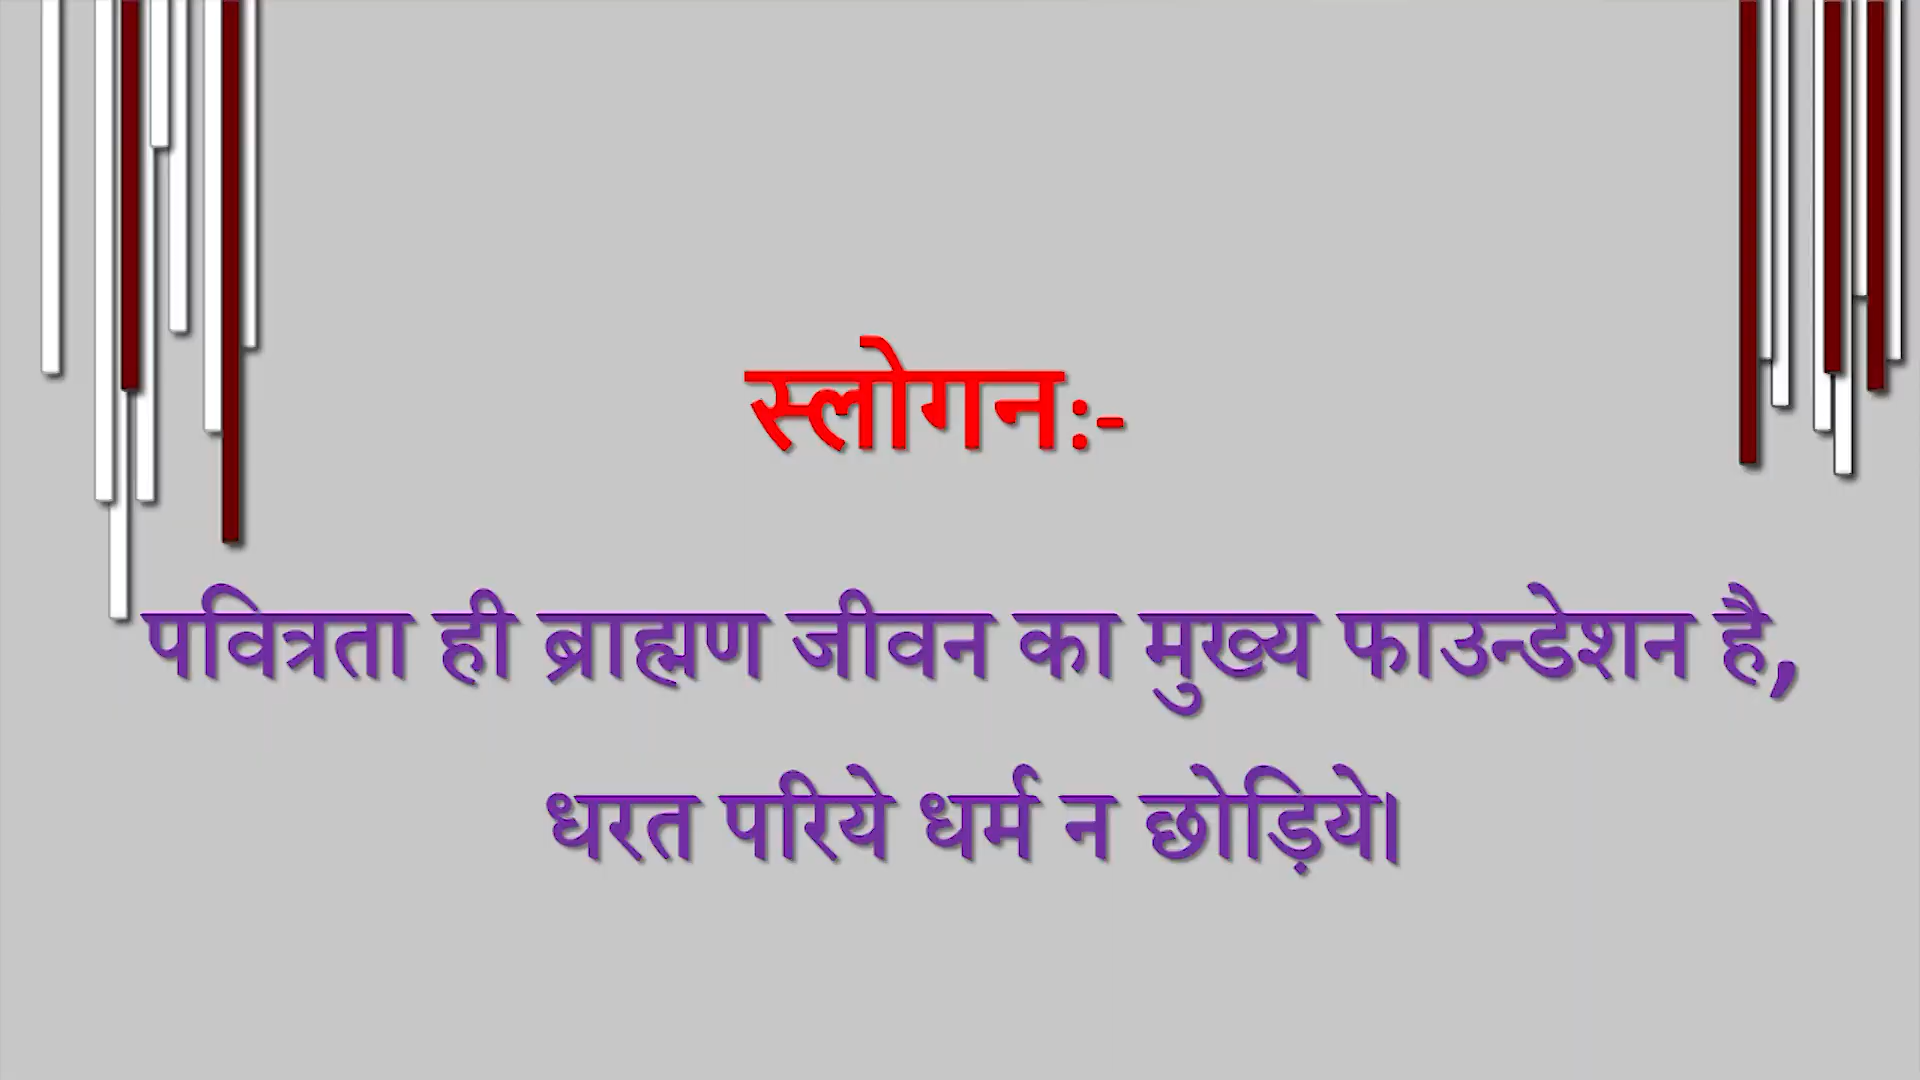 स्लोगन:-
पवित्रता ही ब्राह्मण जीवन का मुख्य फाउन्डेशन है,
धरत परिये धर्म न छोड़िये।